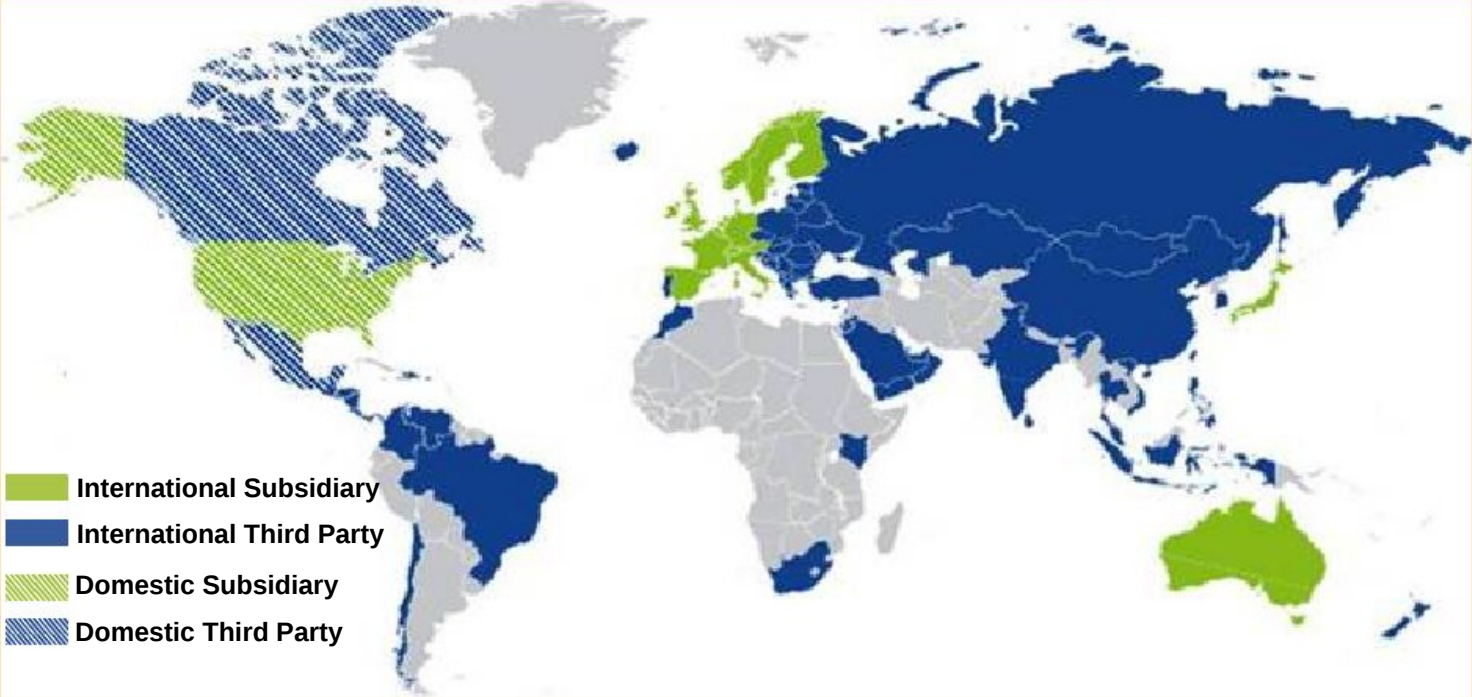 International Subsidiary
International Third Party
Domestic Subsidiary
Domestic Third Party